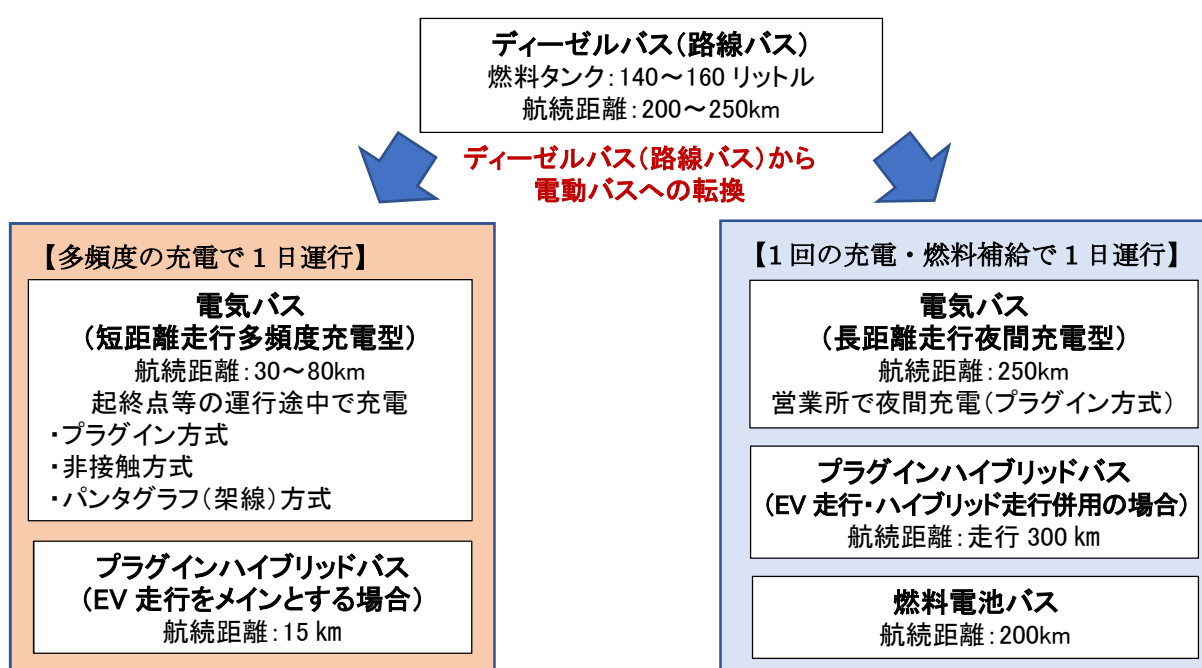 ディーゼルバス(路線バス)
燃料タンク:140~160 リットル
航続距離:200~250km
ディーゼルバス(路線バス)から
電動バスへの転換
【多頻度の充電で1日運行】
電気バス
(短距離走行多頻度充電型)
航続距離:30~80km
起終点等の運行途中で充電
・プラグイン方式
・非接触方式
・パンタグラフ(架線)方式
プラグインハイブリッドバス
(EV 走行をメインとする場合)
航続距離:15 km
【1回の充電・燃料補給で1日運行】
電気バス
(長距離走行夜間充電型)
航続距離:250km
営業所で夜間充電(プラグイン方式)
プラグインハイブリッドバス
(EV 走行・ハイブリッド走行併用の場合)
航続距離:走行 300 km
燃料電池バス
航続距離:200km